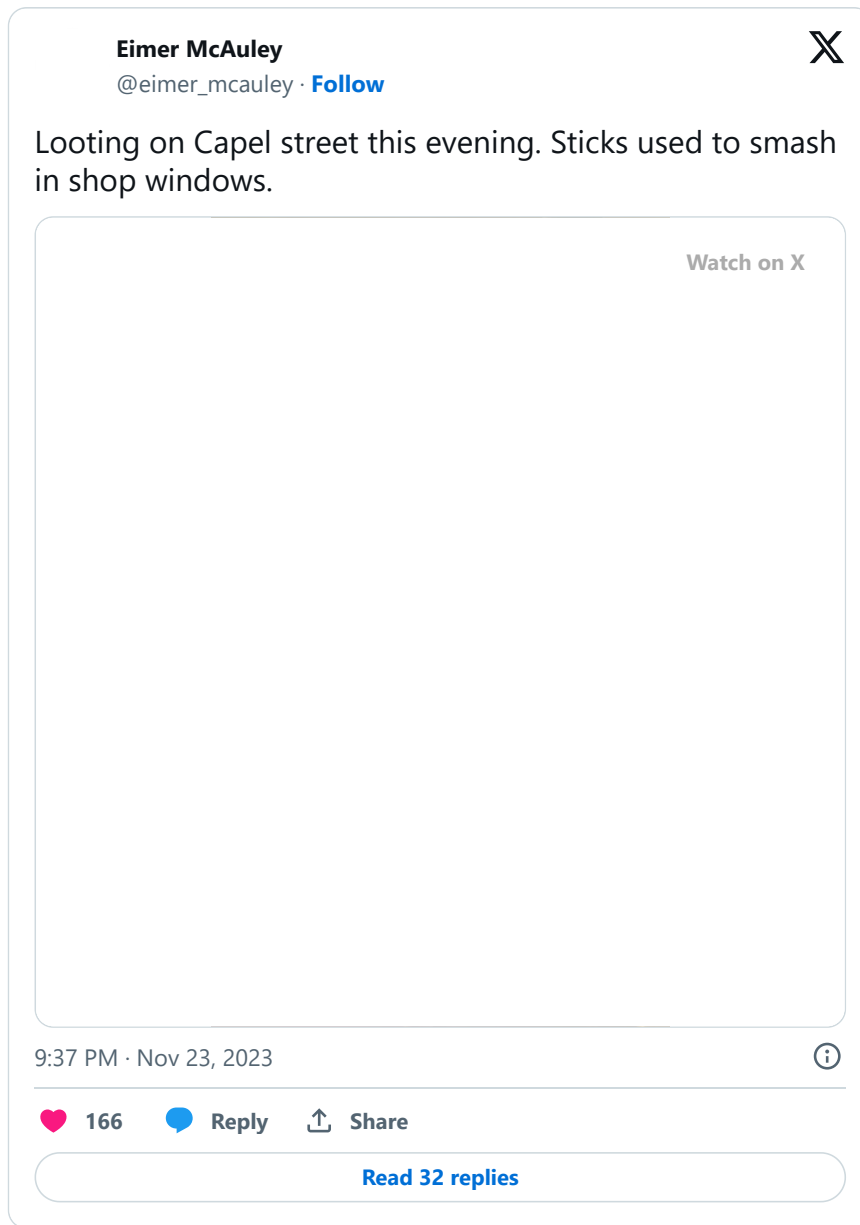 Eimer McAuley
@eimer_mcauley · Follow
Looting on Capel street this evening. Sticks used to smash
in shop windows.
Watch on X
9:37 PM · Nov 23, 2023
166 Reply Share
Read 32 replies